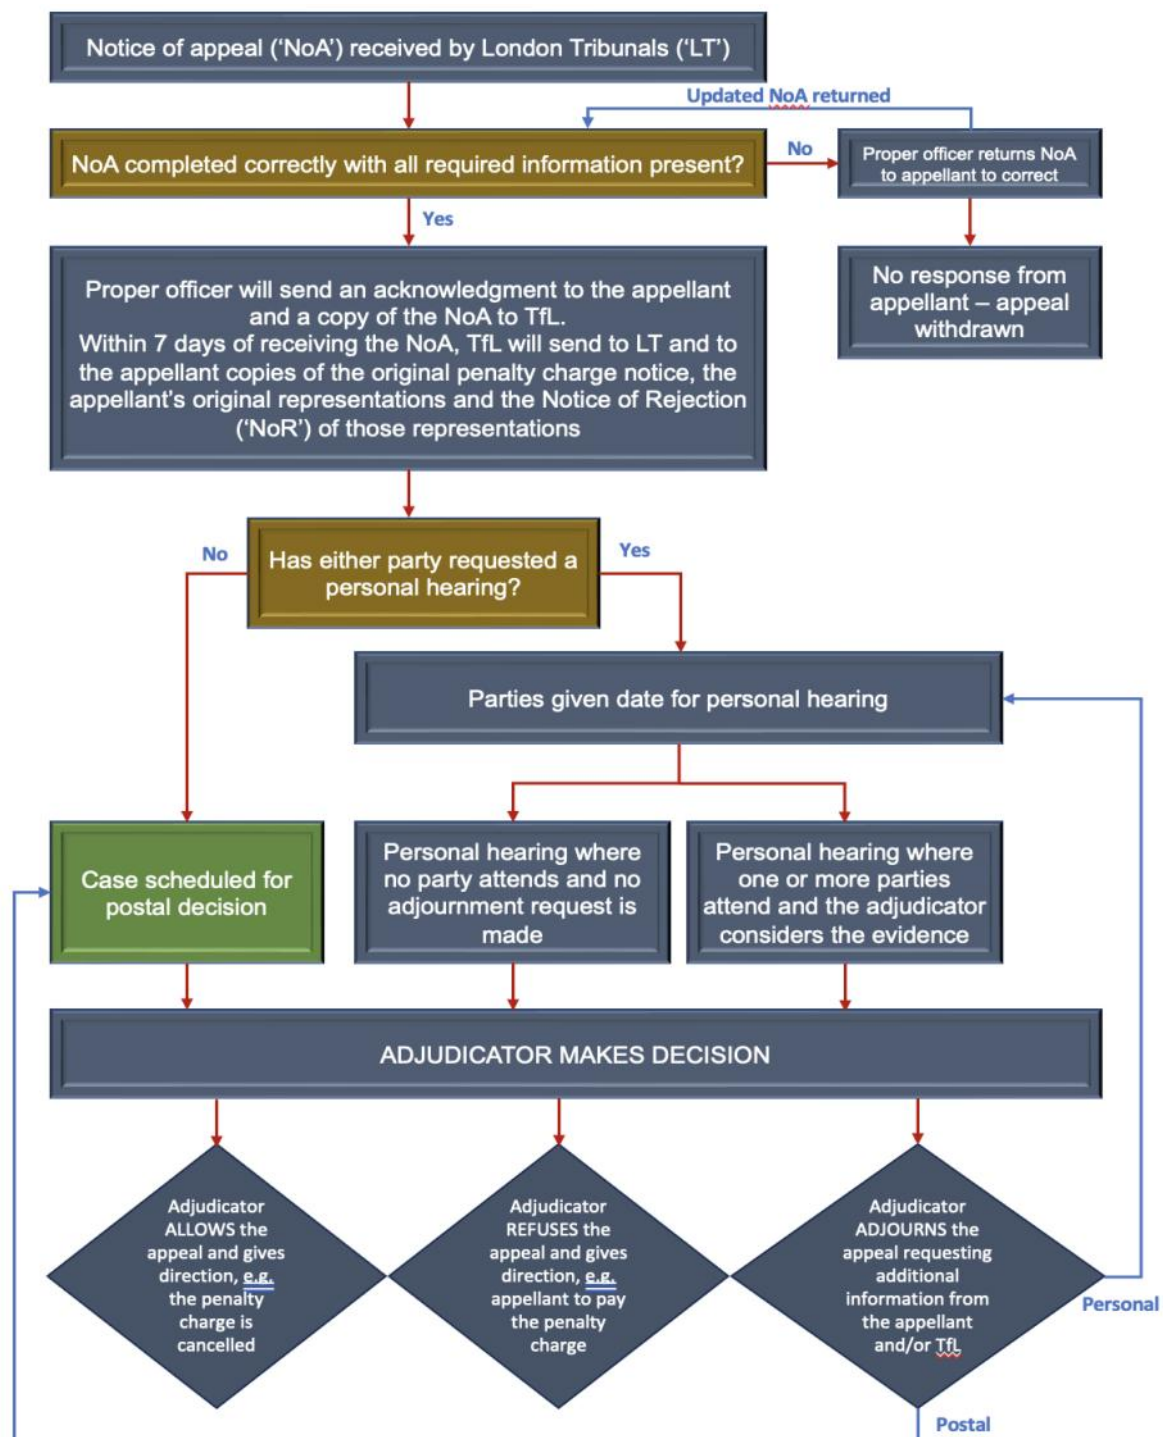 Notice of appeal (‘NoA’) received by London Tribunals (‘LT’)
Updated NoA returned
NoA completed correctly with all required information present?
No
Proper officer returns NoA
to appellant to correct
Yes
Proper officer will send an acknowledgment to the appellant
and a copy of the NoA to TfL.
Within 7 days of receiving the NoA, TfL will send to LT and to
the appellant copies of the original penalty charge notice, the
appellant’s original representations and the Notice of Rejection
(‘NoR’) of those representations
No response from
appellant – appeal
withdrawn
No
Has either party requested a
personal hearing?
Yes
Parties given date for personal hearing
Case scheduled for
postal decision
Personal hearing where
no party attends and no
adjournment request is
made
Personal hearing where
one or more parties
attend and the adjudicator
considers the evidence
ADJUDICATOR MAKES DECISION
Adjudicator
ALLOWS the
appeal and gives
direction, e.g.
the penalty
charge is
cancelled
Adjudicator
REFUSES the
appeal and gives
direction, e.g.
appellant to pay
the penalty
charge
Adjudicator
ADJOURNS the
appeal requesting
additional
information from
the appellant
and/or TfL
Personal
Postal